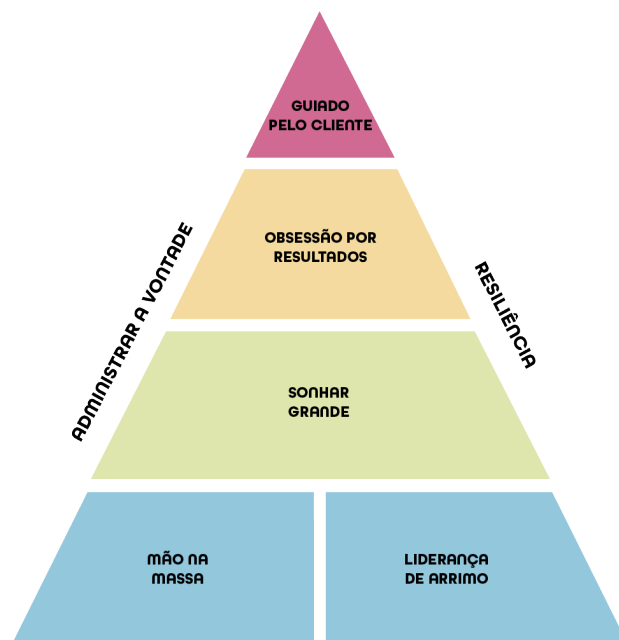 GUIADO
PELO CLIENTE
OBSESSÃO POR
RESULTADOS
ADMINISTRAR A VONTADE
RESILIÊNCIA
SONHAR
GRANDE
MÃO NA
MASSA
LIDERANÇA
DE ARRIMO